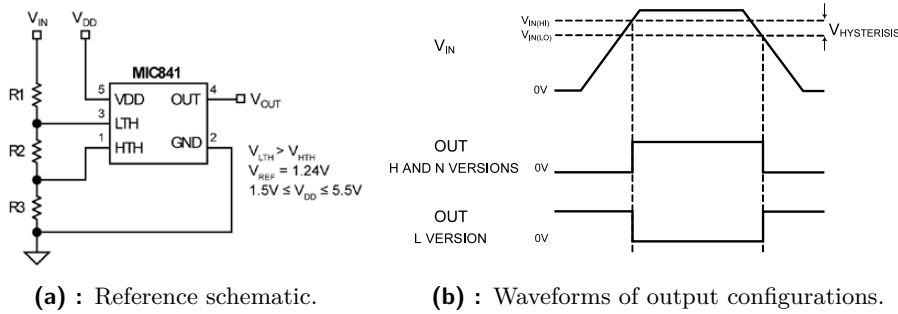 V_IN V_DD
MIC841
R1
5 VDD OUT 4 V_OUT
3 LTH
R2
1 HTH GND 2
R3
V_LTH > V_HTH
V_REF = 1.24V
1.5V ≤ V_DD ≤ 5.5V
(a) : Reference schematic.
V_IN
V_IN(HI)
V_IN(LO)
V_HYSTERISIS
0V
OUT
H AND N VERSIONS 0V
OUT
L VERSION 0V
(b) : Waveforms of output configurations.